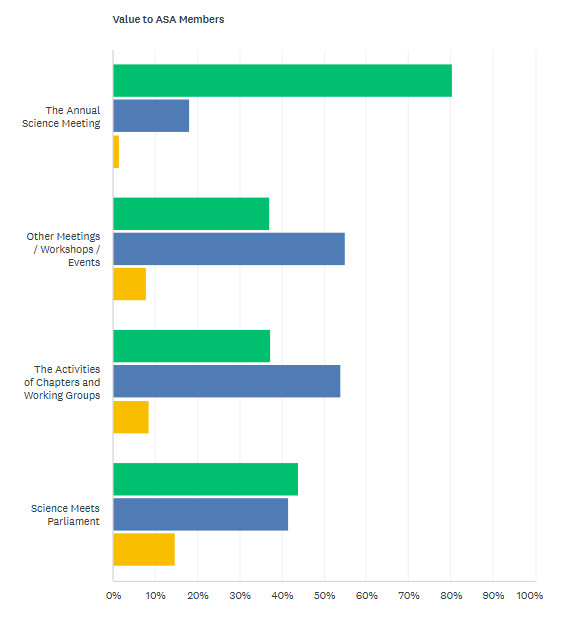 Value to ASA Members
The Annual
Science Meeting
Other Meetings
/ Workshops /
Events
The Activities
of Chapters and
Working Groups
Science Meets
Parliament
0% 10% 20% 30% 40% 50% 60% 70% 80% 90% 100%